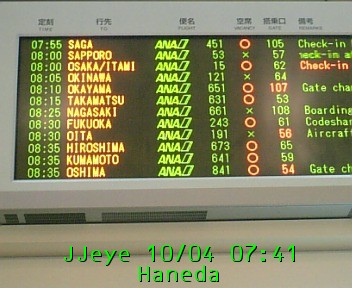 定刻 行先 便名 空席 搭乗口 備考
TIME TO FLIGHT VACANCY GATE REMARKS
07:55 SAGA ANA 451 ○ 105 Check-in
08:00 SAPPORO ANA 53 × 57 heck-in
08:00 OSAKA/ITAMI ANA 15 ○ 62 Check-in
08:05 OKINAWA ANA 121 × 64
08:10 OKAYAMA ANA 651 ○ 107 Gate cha
08:15 TAKAMATSU ANA 631 ○ 53
08:25 NAGASAKI ANA 661 × 108 Boarding
08:30 FUKUOKA ANA 243 ○ 61 Codesha
08:30 OITA ANA 191 × 56 Aircraf
08:35 HIROSHIMA ANA 673 ○ 65
08:35 KUMAMOTO ANA 641 ○ 59
08:35 OSHIMA ANA 841 ○ 54 Gate ch
JJeye 10/04 07:41
Haneda